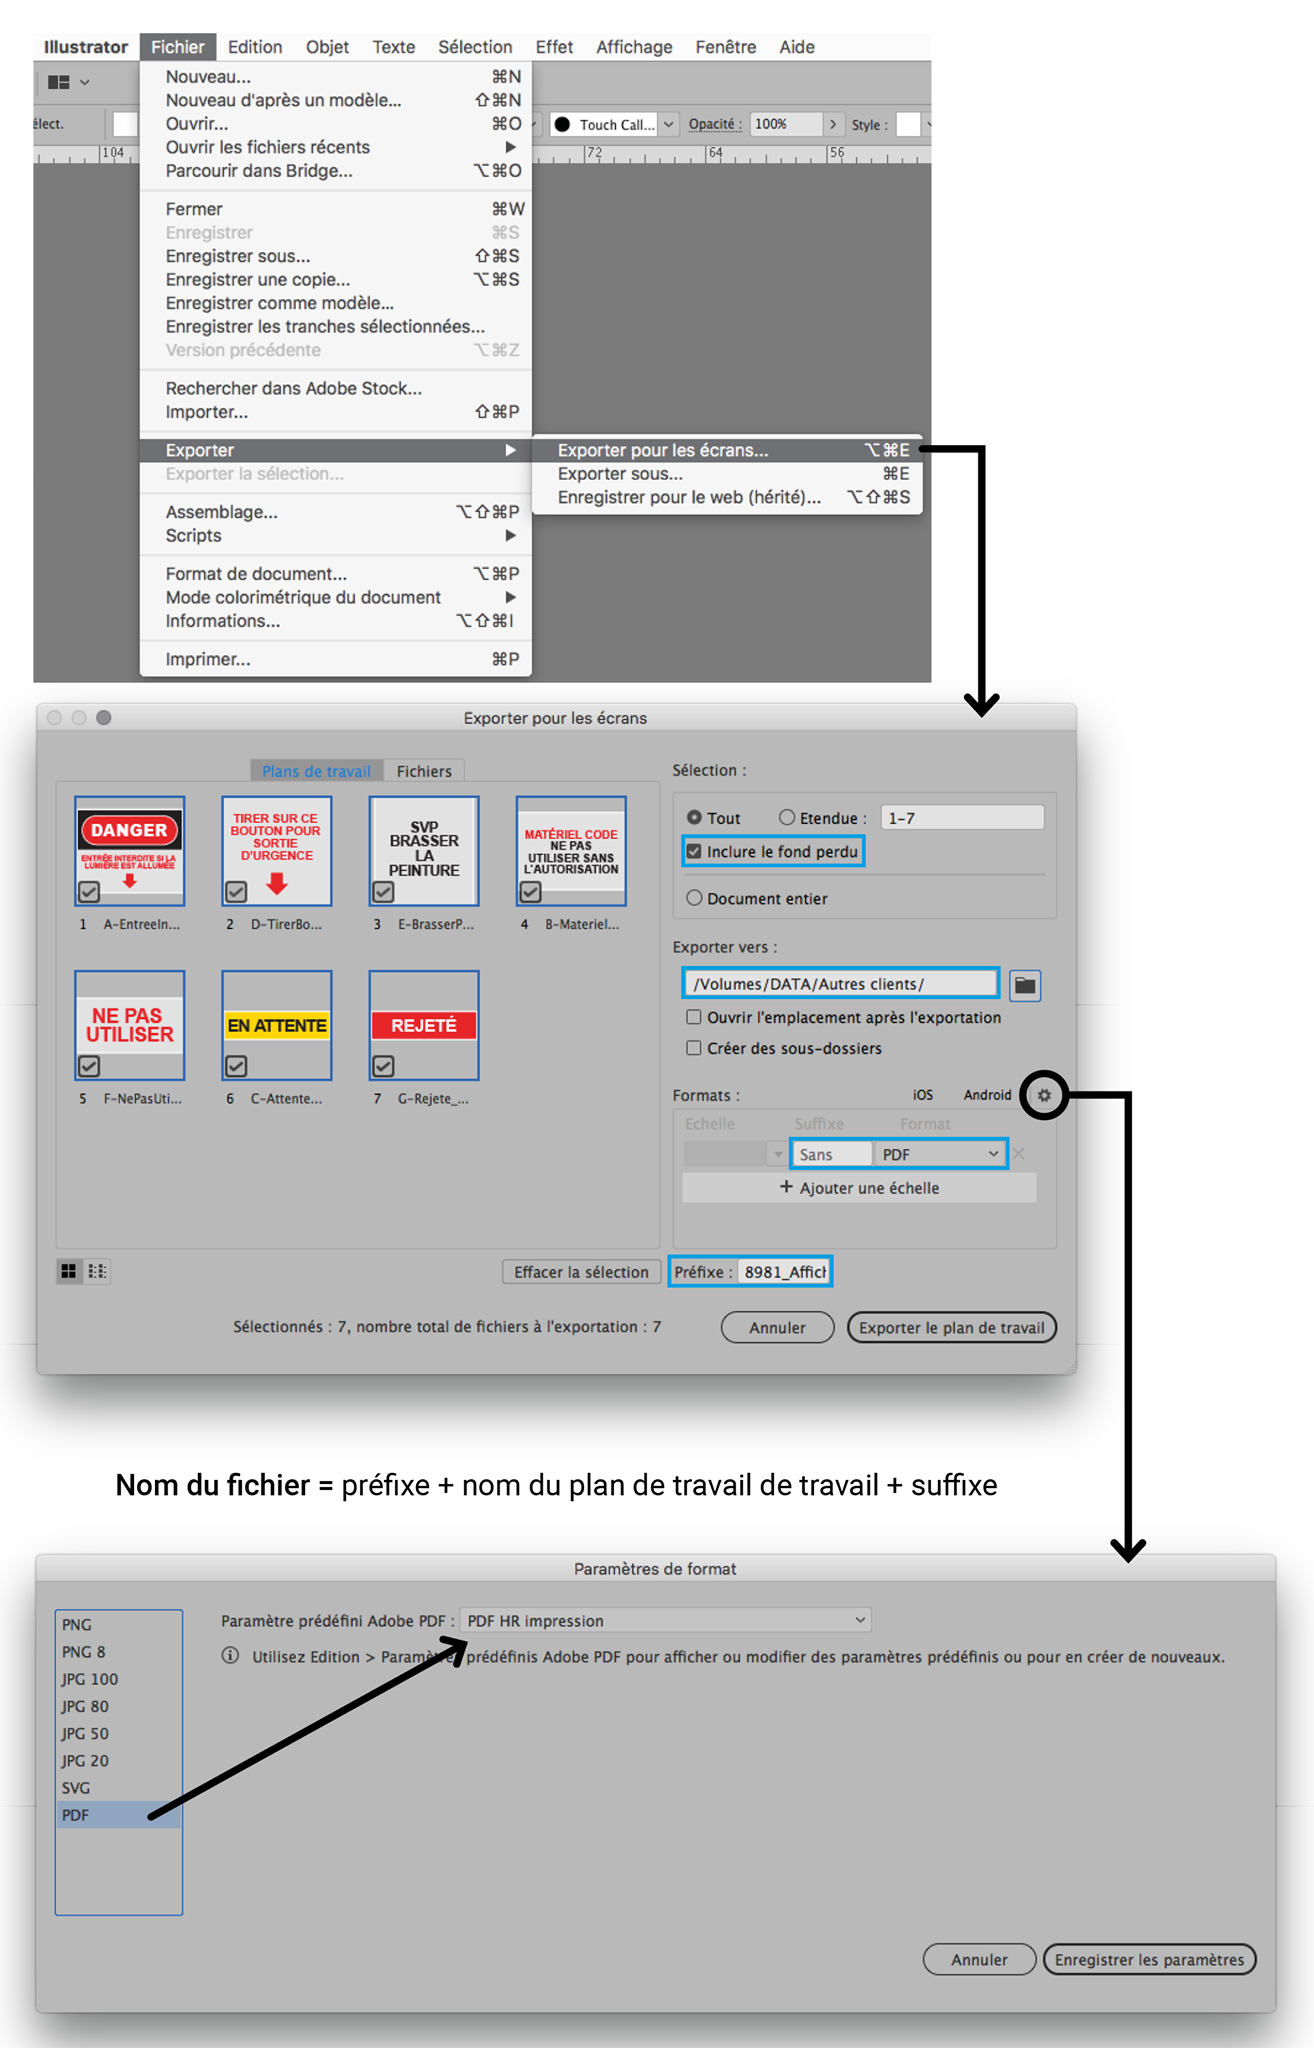 Illustrator Fichier Edition Objet Texte Sélection Effet Affichage Fenêtre Aide
Nouveau... ⌘N
Nouveau d'après un modèle... ⇧⌘N
élect. Ouvrir... ⌘O Touch Call... Opacité : 100% Style :
Ouvrir les fichiers récents
104 72 64 56
Parcourir dans Bridge... ⌥⌘O
Fermer ⌘W
Enregistrer ⌘S
Enregistrer sous... ⇧⌘S
Enregistrer une copie... ⌥⌘S
Enregistrer comme modèle...
Enregistrer les tranches sélectionnées...
Version précédente ⌥⌘Z
Rechercher dans Adobe Stock...
Importer... ⇧⌘P
Exporter
Exporter pour les écrans... ⌥⌘E
Exporter la sélection...
Exporter sous... ⌘E
Enregistrer pour le web (hérité)... ⌥⇧⌘S
Assemblage... ⌥⇧⌘P
Scripts
Format de document... ⌥⌘P
Mode colorimétrique du document
Informations... ⌥⇧⌘I
Imprimer... ⌘P
Exporter pour les écrans
Plans de travail Fichiers
DANGER
ENTRÉE INTERDITE SI LA
LUMIÈRE EST ALLUMÉE
1 A-EntreeIn...
TIRER SUR CE
BOUTON POUR
SORTIE
D'URGENCE
2 D-TirerBo...
SVP
BRASSER
LA
PEINTURE
3 E-BrasserP...
MATÉRIEL CODE
NE PAS
UTILISER SANS
L'AUTORISATION
4 B-Materiel...
NE PAS
UTILISER
5 F-NePasUti...
EN ATTENTE
6 C-Attente...
REJETÉ
7 G-Rejete_...
Sélection :
Tout Etendue : 1-7
Inclure le fond perdu
Document entier
Exporter vers :
/Volumes/DATA/Autres clients/
Ouvrir l'emplacement après l'exportation
Créer des sous-dossiers
Formats : iOS Android
Echelle Suffixe Format
Sans PDF
+ Ajouter une échelle
Effacer la sélection Préfixe : 8981_Affich
Sélectionnés : 7, nombre total de fichiers à l'exportation : 7 Annuler Exporter le plan de travail
Nom du fichier = préfixe + nom du plan de travail de travail + suffixe
Paramètres de format
PNG
PNG 8
JPG 100
JPG 80
JPG 50
JPG 20
SVG
PDF
Paramètre prédéfini Adobe PDF : PDF HR impression
Utilisez Edition > Paramètres prédéfinis Adobe PDF pour afficher ou modifier des paramètres prédéfinis ou pour en créer de nouveaux.
Annuler Enregistrer les paramètres